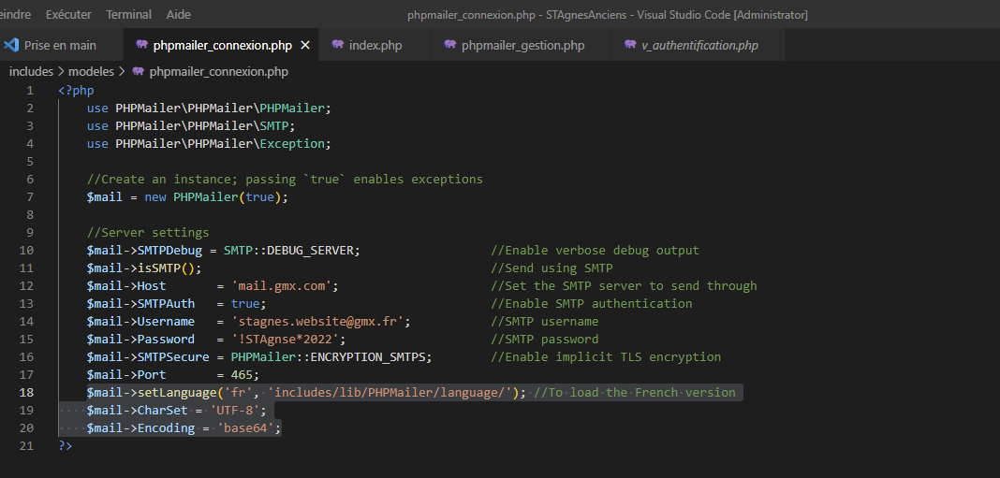 eindre Exécuter Terminal Aide phpmailer_connexion.php - STAgnesAnciens - Visual Studio Code [Administrator]
Prise en main phpmailer_connexion.php × index.php phpmailer_gestion.php v_authentification.php
includes > modeles > phpmailer_connexion.php
1 <?php
2 use PHPMailer\PHPMailer\PHPMailer;
3 use PHPMailer\PHPMailer\SMTP;
4 use PHPMailer\PHPMailer\Exception;
5
6 //Create an instance; passing `true` enables exceptions
7 $mail = new PHPMailer(true);
8
9 //Server settings
10 $mail->SMTPDebug = SMTP::DEBUG_SERVER; //Enable verbose debug output
11 $mail->isSMTP(); //Send using SMTP
12 $mail->Host = 'mail.gmx.com'; //Set the SMTP server to send through
13 $mail->SMTPAuth = true; //Enable SMTP authentication
14 $mail->Username = 'stagnes.website@gmx.fr'; //SMTP username
15 $mail->Password = '!STAgnse*2022'; //SMTP password
16 $mail->SMTPSecure = PHPMailer::ENCRYPTION_SMTPS; //Enable implicit TLS encryption
17 $mail->Port = 465;
18 $mail->setLanguage('fr', 'includes/lib/PHPMailer/language/'); //To load the French version
19 $mail->CharSet = 'UTF-8';
20 $mail->Encoding = 'base64';
21 ?>